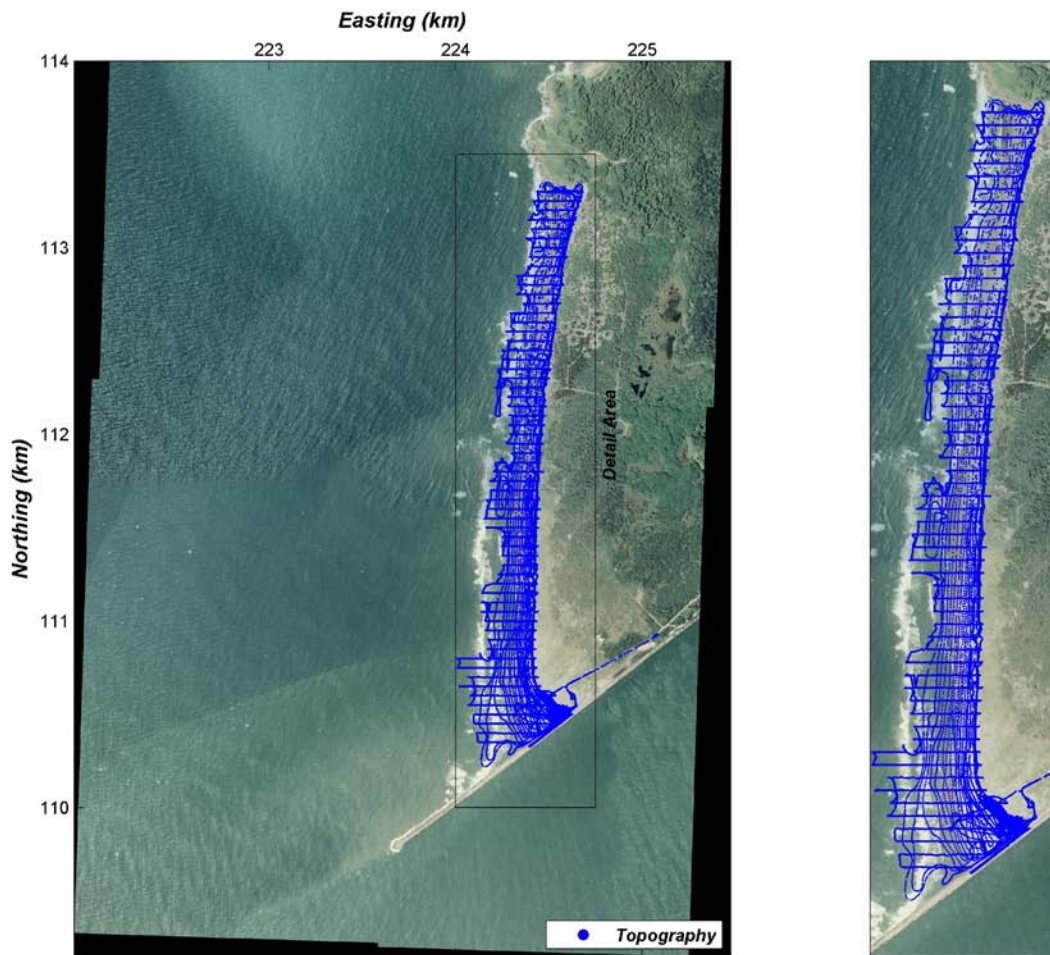 Easting (km)
223
224
225
114
113
112
111
110
Northing (km)
Detail Area
Topography